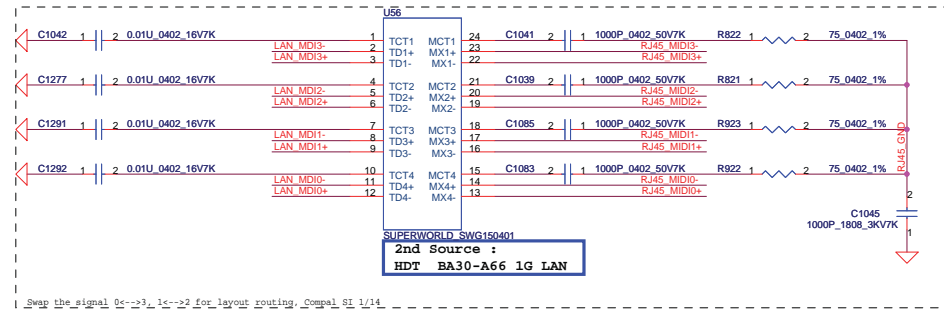 U56
C1042 1 2 0.01U_0402_16V7K 1 TCT1 MCT1 24 C1041 2 1 1000P_0402_50V7K R822 1 2 75_0402_1%
LAN_MDI3- 2 TD1+ MX1+ 23 RJ45_MIDI3-
LAN_MDI3+ 3 TD1- MX1- 22 RJ45_MIDI3+
C1277 1 2 0.01U_0402_16V7K 4 TCT2 MCT2 21 C1039 2 1 1000P_0402_50V7K R821 1 2 75_0402_1%
LAN_MDI2- 5 TD2+ MX2+ 20 RJ45_MIDI2-
LAN_MDI2+ 6 TD2- MX2- 19 RJ45_MIDI2+
C1291 1 2 0.01U_0402_16V7K 7 TCT3 MCT3 18 C1085 2 1 1000P_0402_50V7K R923 1 2 75_0402_1%
LAN_MDI1- 8 TD3+ MX3+ 17 RJ45_MIDI1-
LAN_MDI1+ 9 TD3- MX3- 16 RJ45_MIDI1+
RJ45_GND
C1292 1 2 0.01U_0402_16V7K 10 TCT4 MCT4 15 C1083 2 1 1000P_0402_50V7K R922 1 2 75_0402_1%
LAN_MDI0- 11 TD4+ MX4+ 14 RJ45_MIDI0-
LAN_MDI0+ 12 TD4- MX4- 13 RJ45_MIDI0+
2
C1045
1000P_1808_3KV7K
1
SUPERWORLD_SWG150401
2nd Source :
HDT BA30-A66 1G LAN
Swap the signal 0<-->3, 1<-->2 for layout routing, Compal SI 1/14